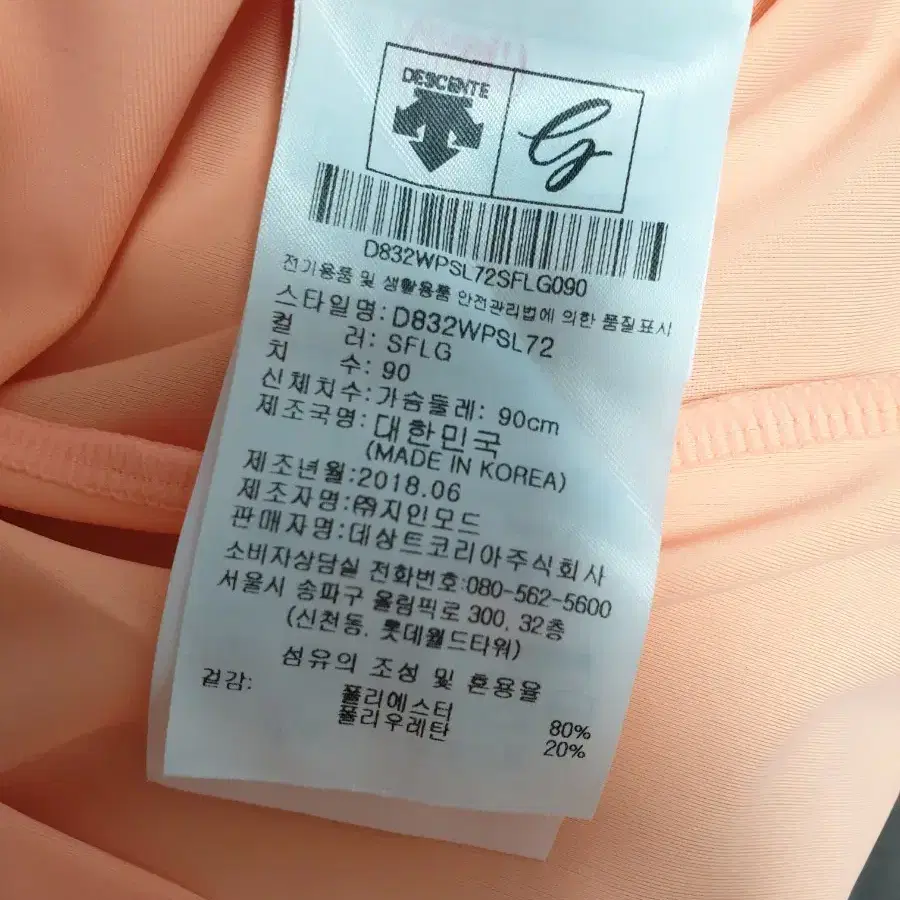 DESCENTE
G
D832WPSL72SFLG090
전기용품 및 생활용품 안전관리법에 의한 품질표시
스타일명: D832WPSL72
컬 러: SFLG
치 수: 90
신체치수: 가슴둘레: 90cm
제조국명: 대한민국
(MADE IN KOREA)
제조년월:2018.06
제조자명:㈜지인모드
판매자명:데상트코리아주식회사
소비자상담실 전화번호:080-562-5600
서울시 송파구 올림픽로 300, 32층
(신천동, 롯데월드타워)
섬유의 조성 및 혼용율
겉감: 폴리에스터 80%
폴리우레탄 20%